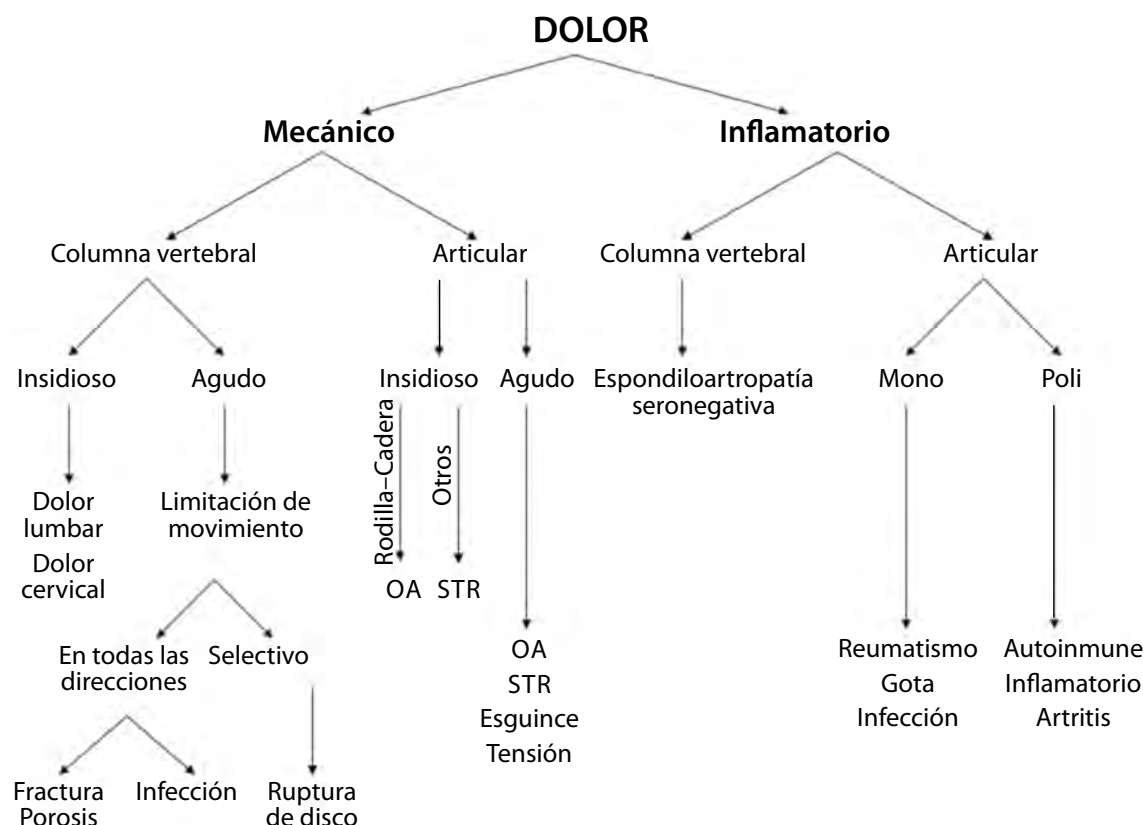 DOLOR
Mecánico
Inflamatorio
Columna vertebral
Articular
Columna vertebral
Articular
Insidioso
Agudo
Insidioso
Agudo
Espondiloartropatía
seronegativa
Mono
Poli
Rodilla–Cadera
Otros
Dolor
lumbar
Dolor
cervical
Limitación de
movimiento
OA
STR
En todas las
direcciones
Selectivo
OA
STR
Esguince
Tensión
Reumatismo
Gota
Infección
Autoinmune
Inflamatorio
Artritis
Fractura
Porosis
Infección
Ruptura
de disco